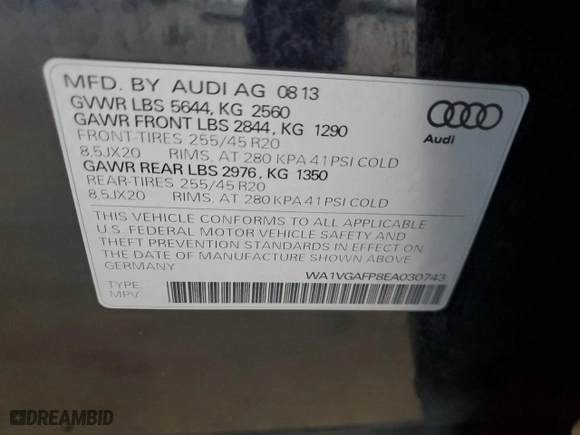 MFD. BY AUDI AG 08 13
GVWR LBS 5644, KG 2560
GAWR FRONT LBS 2844, KG 1290
FRONT-TIRES 255/45 R20
8,5JX20 RIMS, AT 280 KPA 41 PSI COLD
GAWR REAR LBS 2976, KG 1350
REAR-TIRES 255/45 R20
8,5JX20 RIMS, AT 280 KPA 41 PSI COLD
THIS VEHICLE CONFORMS TO ALL APPLICABLE
U.S. FEDERAL MOTOR VEHICLE SAFETY AND
THEFT PREVENTION STANDARDS IN EFFECT ON
THE DATE OF MANUFACTURE SHOWN ABOVE
GERMANY
WA1VGAFP8EA030743
TYPE
MPV
Audi
DREAMBID